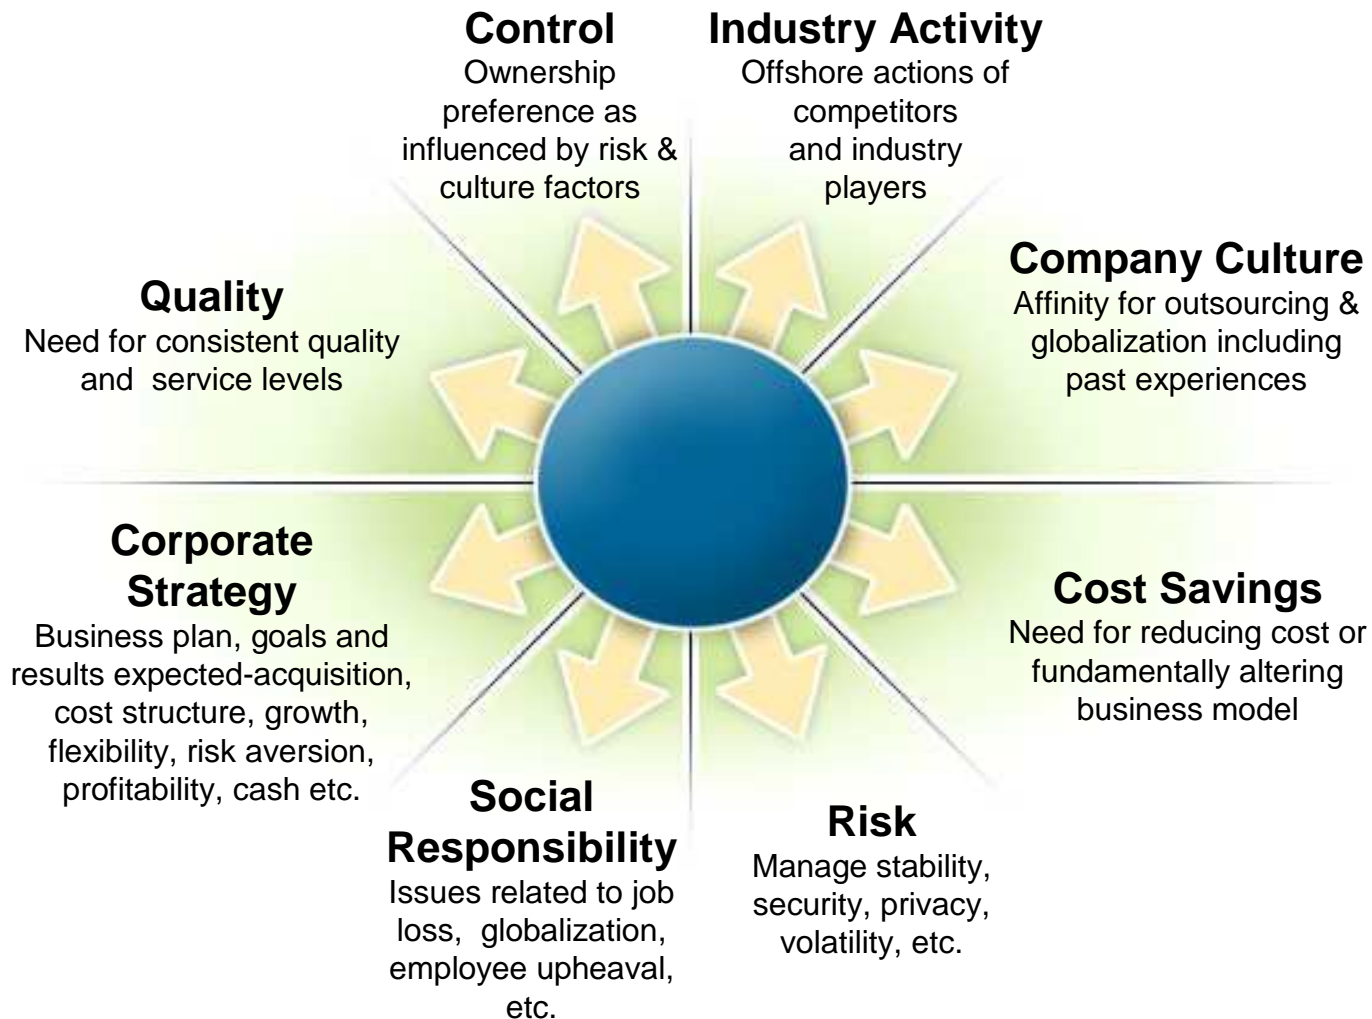 Control
Ownership
preference as
influenced by risk &
culture factors
Industry Activity
Offshore actions of
competitors
and industry
players
Company Culture
Affinity for outsourcing &
globalization including
past experiences
Cost Savings
Need for reducing cost or
fundamentally altering
business model
Risk
Manage stability,
security, privacy,
volatility, etc.
Social
Responsibility
Issues related to job
loss, globalization,
employee upheaval,
etc.
Corporate
Strategy
Business plan, goals and
results expected-acquisition,
cost structure, growth,
flexibility, risk aversion,
profitability, cash etc.
Quality
Need for consistent quality
and service levels